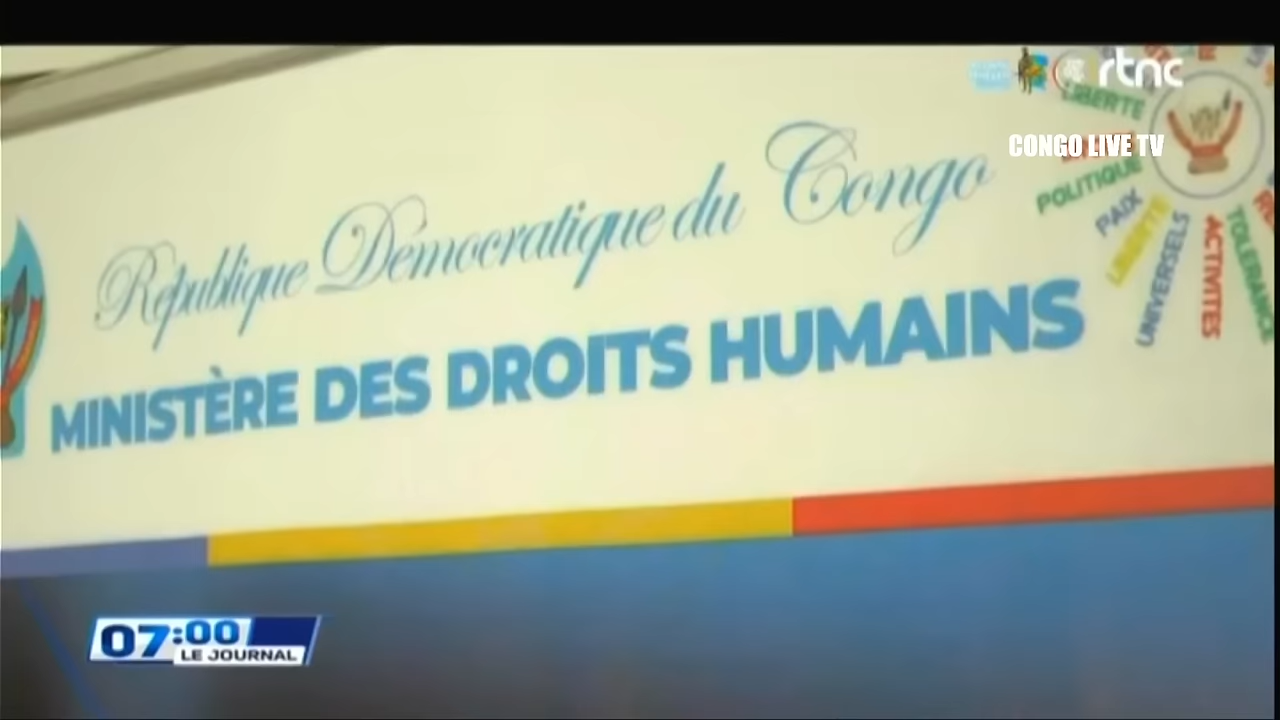 rtnc
CONGO LIVE TV
République Démocratique du Congo
MINISTÈRE DES DROITS HUMAINS
LIBERTE
POLITIQUE
PAIX
LIBERTE
UNIVERSELS
ACTIVITES
TOLERANCE
07:00
LE JOURNAL